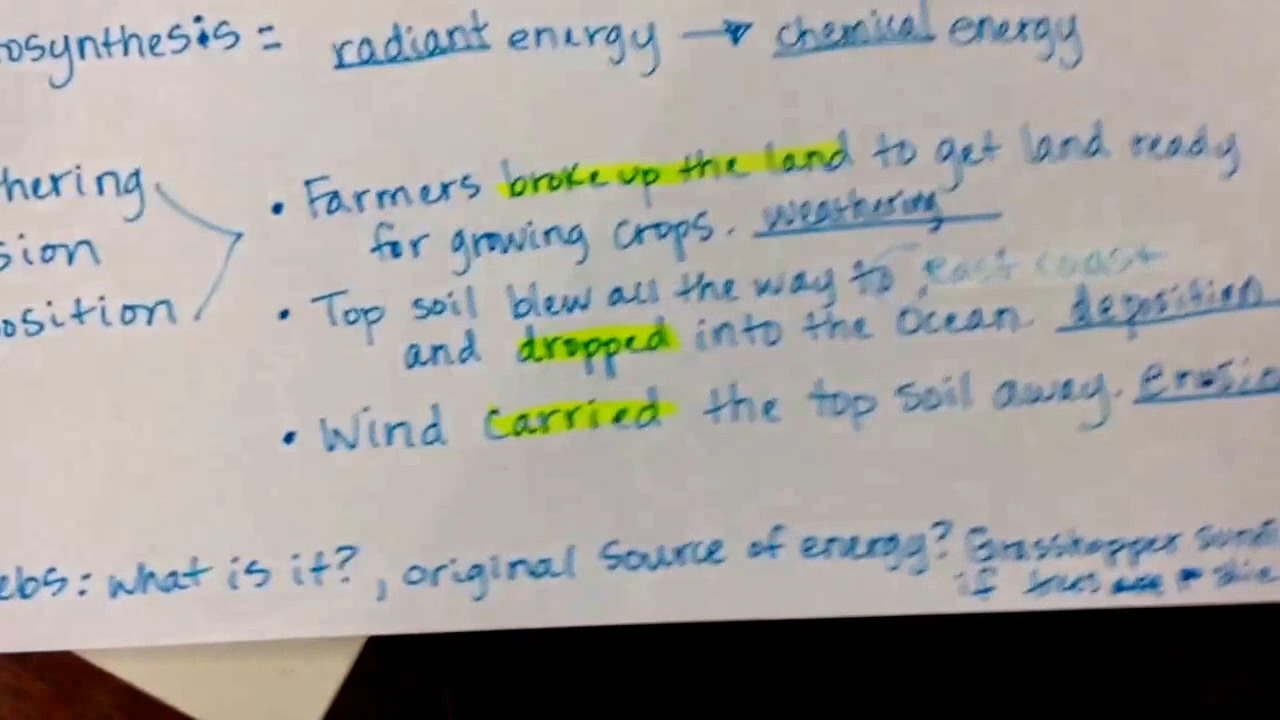 osynthesis = radiant energy → chemical energy
hering
• Farmers broke up the land to get land ready
for growing crops. weathering
sion
• Top soil blew all the way to east coast
osition
and dropped into the ocean. deposition
• Wind carried the top soil away. erosio
ebs: what is it?, original source of energy? Grasshopper
if